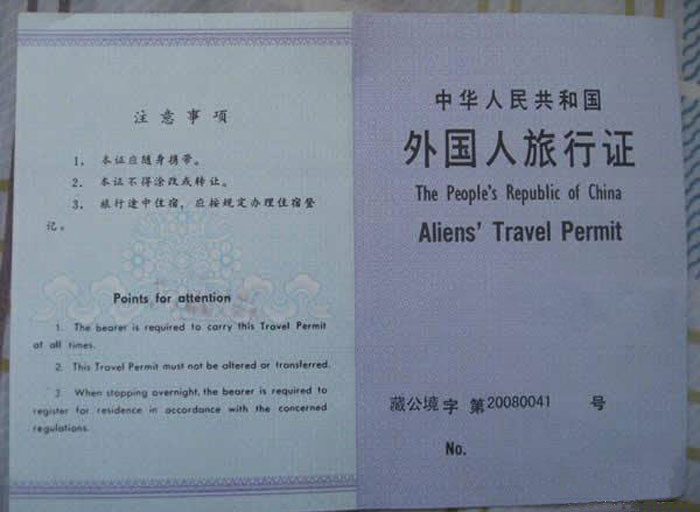 注意事项
1, 本证应随身携带。
2. 本证不得涂改或转让。
3. 旅行途中住宿，应按规定办理住宿登
记。
Points for attention
1. The bearer is required to carry this Travel Permit
at all times.
2. This Travel Permit must not be altered or transferred.
3 When stopping overnight, the bearer is required to
register for residence in accordance with the concerned
regulations.
中华人民共和国
外国人旅行证
The People's Republic of China
Aliens' Travel Permit
藏公境 字 第20080041 号
No.